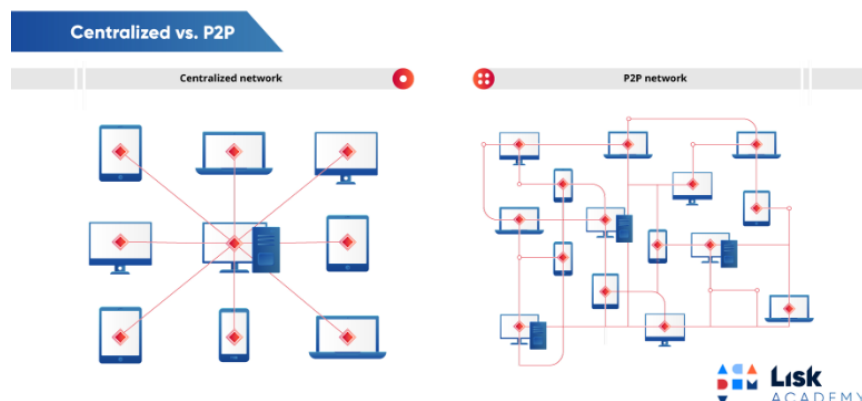 Centralized vs. P2P
Centralized network
P2P network
Lisk
ACADEMY